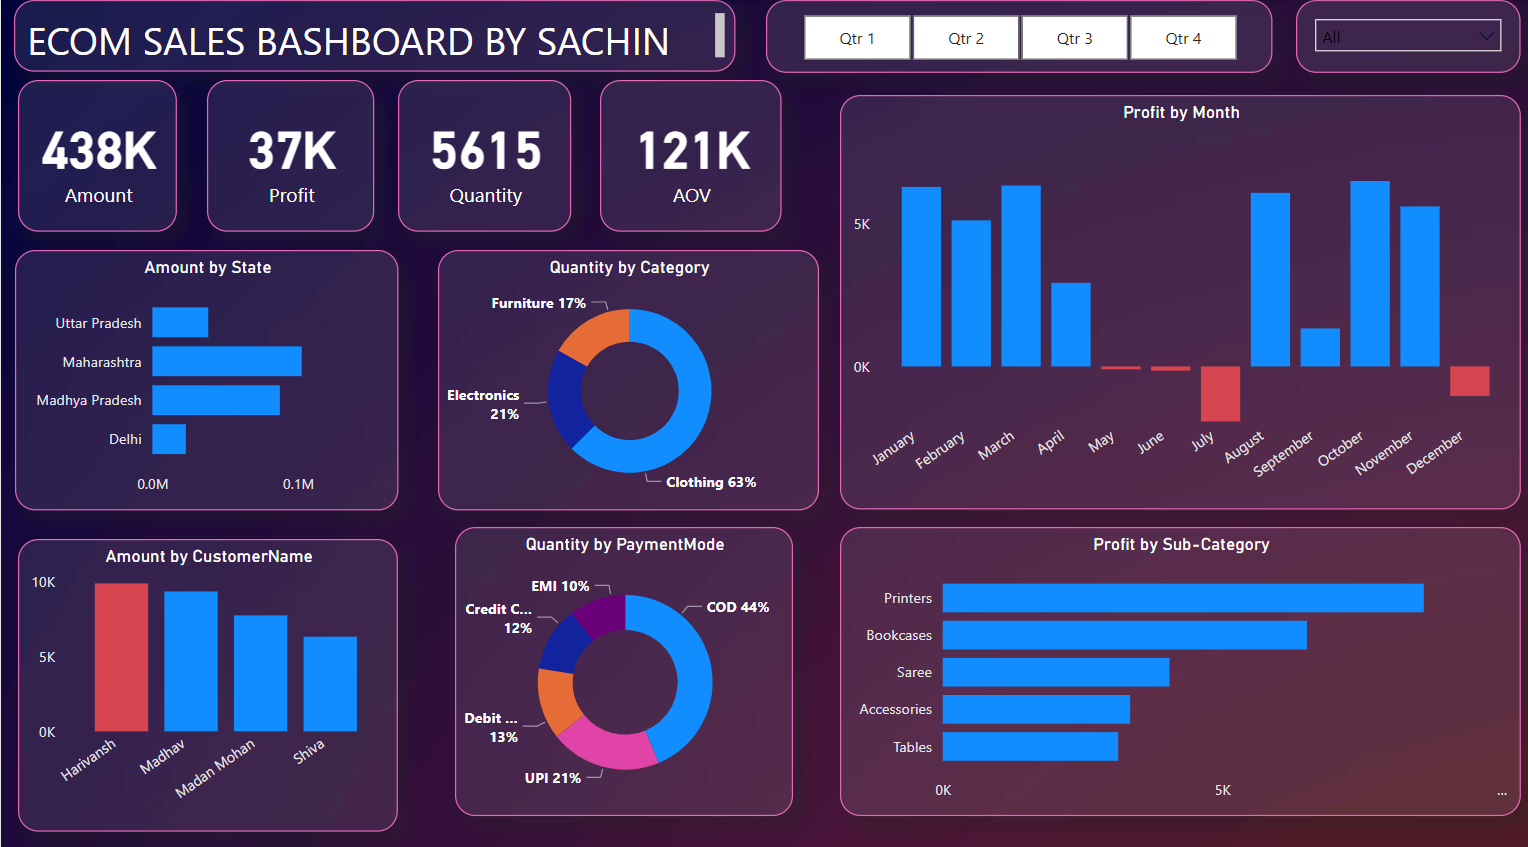 ECOM SALES BASHBOARD BY SACHIN
Qtr 1
Qtr 2
Qtr 3
Qtr 4
All
438K
Amount
37K
Profit
5615
Quantity
121K
AOV
Profit by Month
5K
0K
January
February
March
April
May
June
July
August
September
October
November
December
Amount by State
Uttar Pradesh
Maharashtra
Madhya Pradesh
Delhi
0.0M
0.1M
Quantity by Category
Furniture 17%
Electronics
21%
Clothing 63%
Amount by CustomerName
10K
5K
0K
Harivansh
Madhav
Madan Mohan
Shiva
Quantity by PaymentMode
EMI 10%
Credit C...
12%
COD 44%
Debit ...
13%
UPI 21%
Profit by Sub-Category
Printers
Bookcases
Saree
Accessories
Tables
0K
5K
...